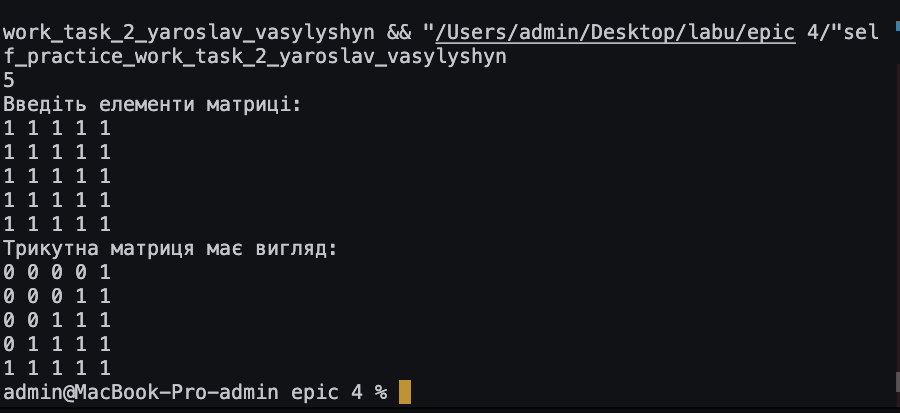 work_task_2_yaroslav_vasylyshyn && "/Users/admin/Desktop/labu/epic 4/"sel
f_practice_work_task_2_yaroslav_vasylyshyn
5
Введіть елементи матриці:
1 1 1 1 1
1 1 1 1 1
1 1 1 1 1
1 1 1 1 1
1 1 1 1 1
Трикутна матриця має вигляд:
0 0 0 0 1
0 0 0 1 1
0 0 1 1 1
0 1 1 1 1
1 1 1 1 1
admin@MacBook-Pro-admin epic 4 %